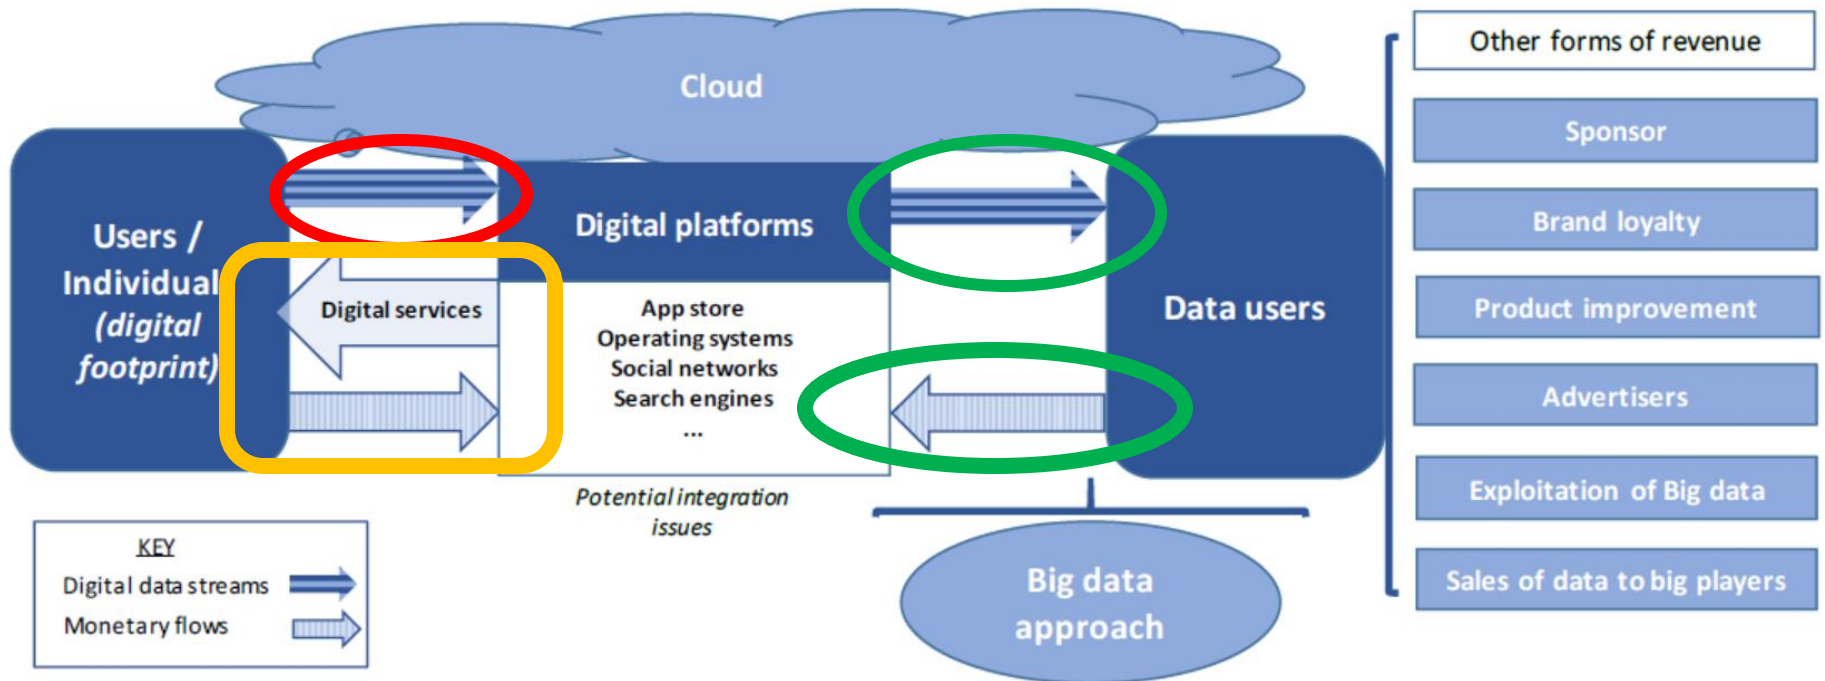 Cloud
Users /
Individual
(digital
footprint)
Digital services
Digital platforms
App store
Operating systems
Social networks
Search engines
...
Potential integration
issues
Data users
Big data
approach
Other forms of revenue
Sponsor
Brand loyalty
Product improvement
Advertisers
Exploitation of Big data
Sales of data to big players
KEY
Digital data streams
Monetary flows